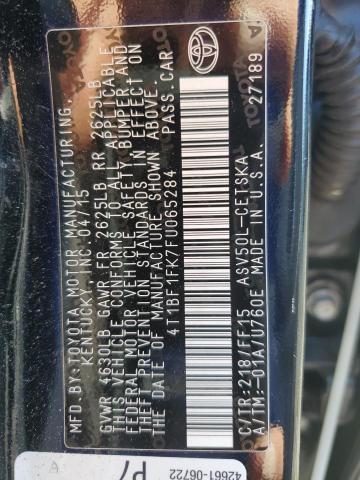 MFD.BY:TOYOTA MOTOR MANUFACTURING,
KENTUCKY, INC. 04/15
GVWR 4630LB GAWR FR 2625LB RR 2625LB
THIS VEHICLE CONFORMS TO ALL APPLICABLE
FEDERAL MOTOR VEHICLE SAFETY, BUMPER AND
THEFT PREVENTION STANDARDS IN EFFECT ON
THE DATE OF MANUFACTURE SHOWN ABOVE.
4T1BF1FK7FU065284 PASS.CAR
C/TR:218/FF15 ASV50L-CETSKA
A/TM:-01A/U760E MADE IN U.S.A. 27189
42661-06722